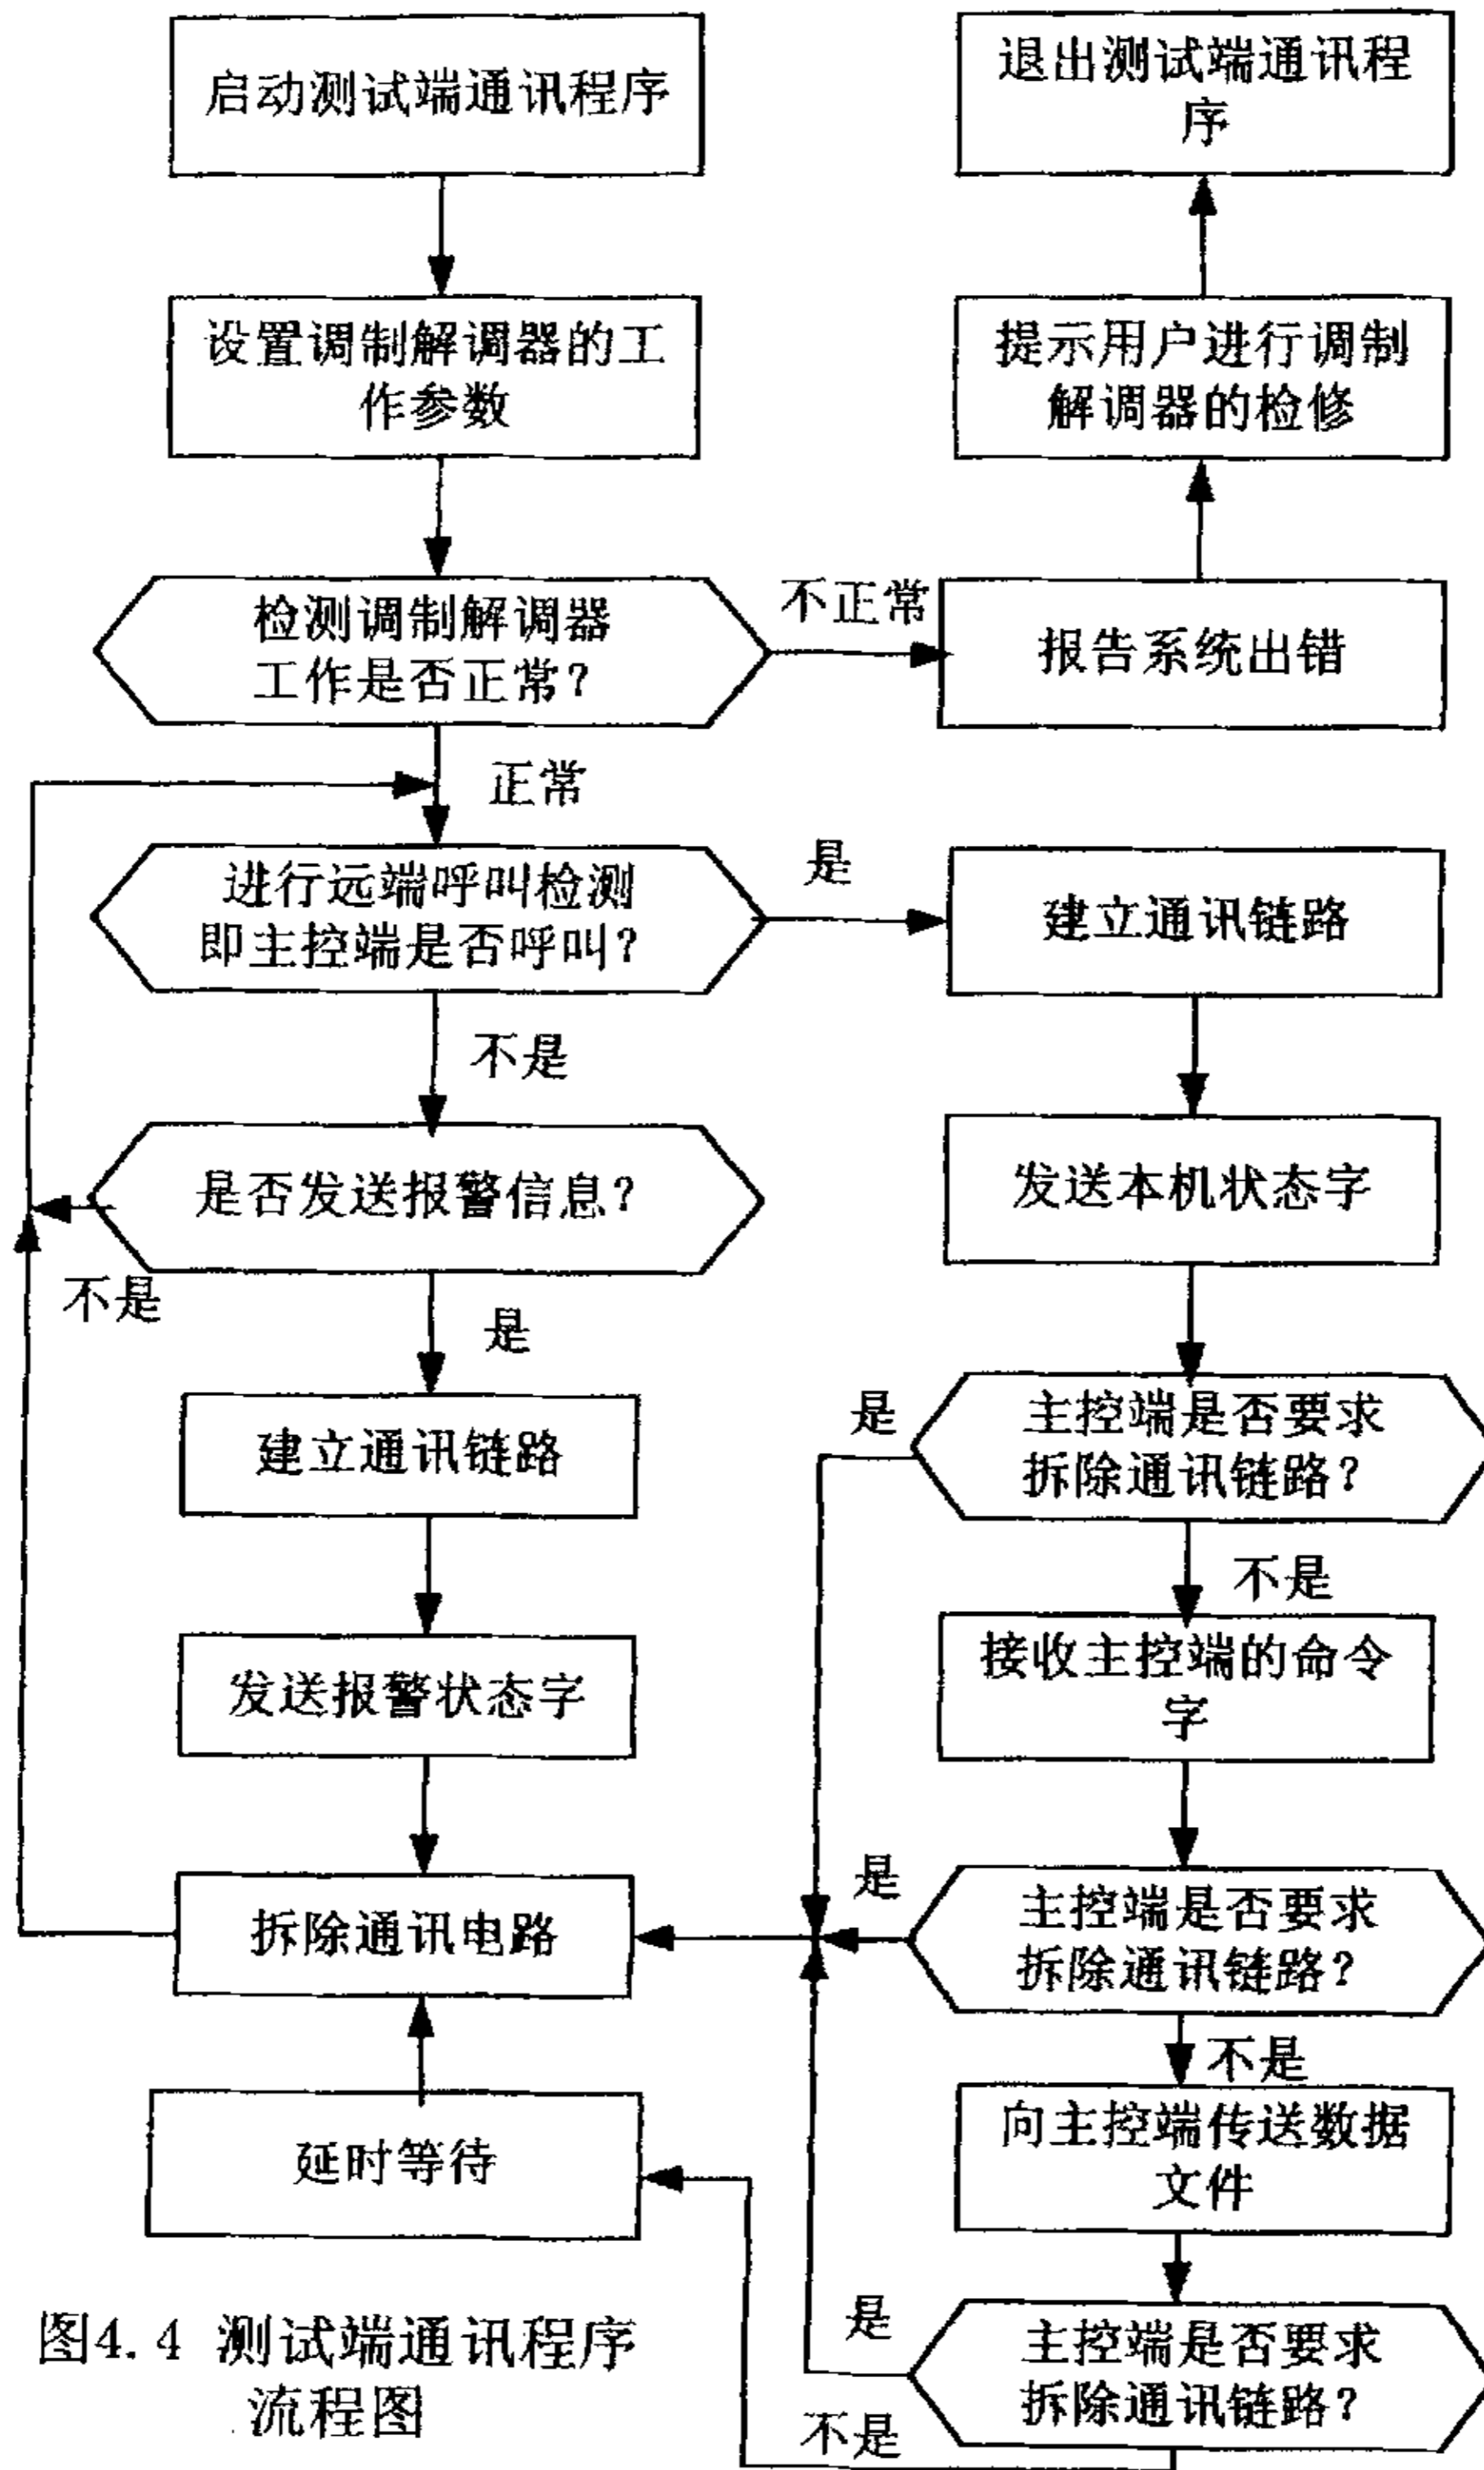 启动测试端通讯程序
设置调制解调器的工
作参数
检测调制解调器
工作是否正常？
不正常
报告系统出错
提示用户进行调制
解调器的检修
退出测试端通讯程
序
正常
进行远端呼叫检测
即主控端是否呼叫？
是
建立通讯链路
不是
发送本机状态字
是否发送报警信息？
不是
是
建立通讯链路
发送报警状态字
拆除通讯电路
延时等待
主控端是否要求
拆除通讯链路？
是
不是
接收主控端的命令
字
主控端是否要求
拆除通讯链路？
是
不是
向主控端传送数据
文件
主控端是否要求
拆除通讯链路？
是
不是
图4.4 测试端通讯程序
流程图